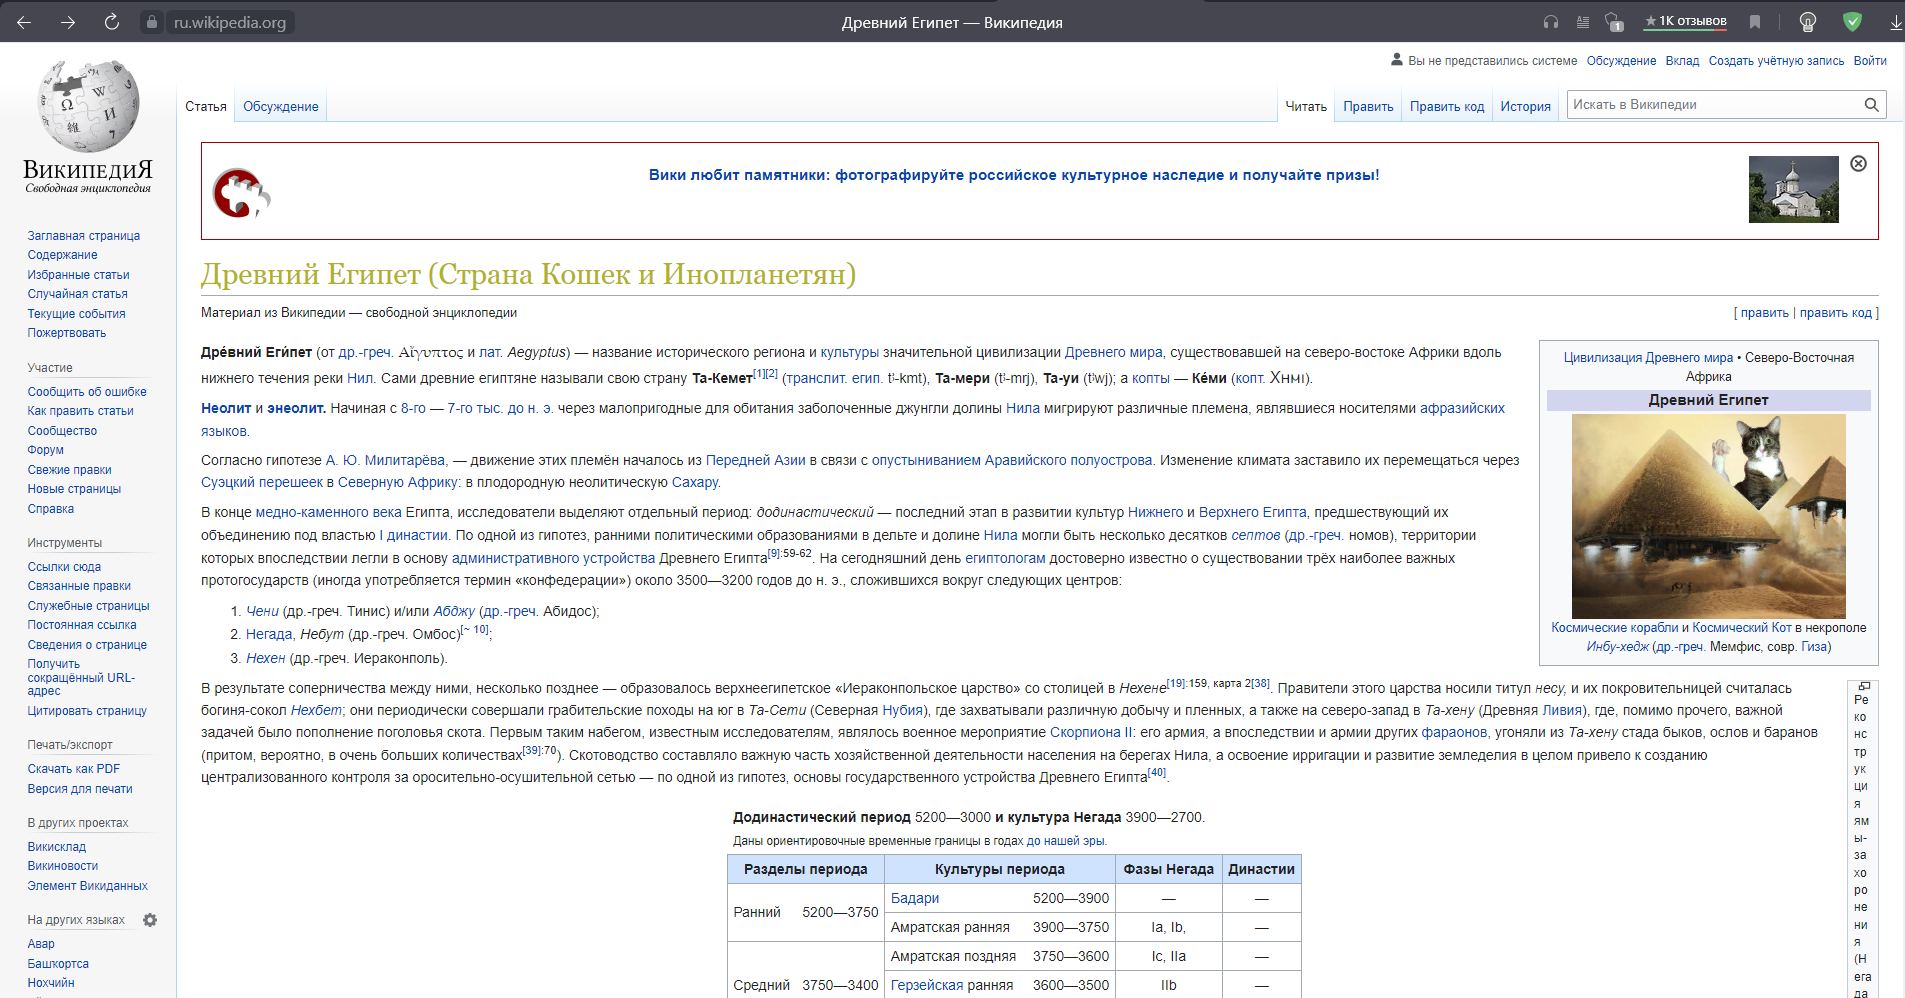 ru.wikipedia.org
Древний Египет — Википедия
1
★ 1К отзывов
Вы не представились системе Обсуждение Вклад Создать учётную запись Войти
Статья Обсуждение
Читать Править Править код История
Искать в Википедии
ВикипедиЯ
Свободная энциклопедия
Заглавная страница
Содержание
Избранные статьи
Случайная статья
Текущие события
Пожертвовать
Участие
Сообщить об ошибке
Как править статьи
Сообщество
Форум
Свежие правки
Новые страницы
Справка
Инструменты
Ссылки сюда
Связанные правки
Служебные страницы
Постоянная ссылка
Сведения о странице
Получить
сокращённый URL-
адрес
Цитировать страницу
Печать/экспорт
Скачать как PDF
Версия для печати
В других проектах
Викисклад
Викиновости
Элемент Викиданных
На других языках
Авар
Башҡортса
Нохчийн
Вики любит памятники: фотографируйте российское культурное наследие и получайте призы!
Древний Египет (Страна Кошек и Инопланетян)
Материал из Википедии — свободной энциклопедии
[ править | править код ]
Дре́вний Еги́пет (от др.-греч. Αἴγυπτος и лат. Aegyptus) — название исторического региона и культуры значительной цивилизации Древнего мира, существовавшей на северо-востоке Африки вдоль
нижнего течения реки Нил. Сами древние египтяне называли свою страну Та-Кемет[1][2] (транслит. егип. tꜣ-kmt), Та-мери (tꜣ-mrj), Та-уи (tꜣwj); а копты — Ке́ми (копт. Ⲭⲏⲙⲓ).
Неолит и энеолит. Начиная с 8-го — 7-го тыс. до н. э. через малопригодные для обитания заболоченные джунгли долины Нила мигрируют различные племена, являвшиеся носителями афразийских
языков.
Согласно гипотезе А. Ю. Милитарёва, — движение этих племён началось из Передней Азии в связи с опустыниванием Аравийского полуострова. Изменение климата заставило их перемещаться через
Суэцкий перешеек в Северную Африку: в плодородную неолитическую Сахару.
В конце медно-каменного века Египта, исследователи выделяют отдельный период: додинастический — последний этап в развитии культур Нижнего и Верхнего Египта, предшествующий их
объединению под властью I династии. По одной из гипотез, ранними политическими образованиями в дельте и долине Нила могли быть несколько десятков септов (др.-греч. номов), территории
которых впоследствии легли в основу административного устройства Древнего Египта[9]:59-62. На сегодняшний день египтологам достоверно известно о существовании трёх наиболее важных
протогосударств (иногда употребляется термин «конфедерации») около 3500—3200 годов до н. э., сложившихся вокруг следующих центров:
1. Чени (др.-греч. Тинис) и/или Абджу (др.-греч. Абидос);
2. Негада, Небут (др.-греч. Омбос)[~ 10];
3. Нехен (др.-греч. Иераконполь).
Цивилизация Древнего мира • Северо-Восточная
Африка
Древний Египет
Космические корабли и Космический Кот в некрополе
Инбу-хедж (др.-греч. Мемфис, совр. Гиза)
В результате соперничества между ними, несколько позднее — образовалось верхнеегипетское «Иераконпольское царство» со столицей в Нехене[19]:159, карта 2[38]. Правители этого царства носили титул несу, и их покровительницей считалась
богиня-сокол Нехбет; они периодически совершали грабительские походы на юг в Та-Сети (Северная Нубия), где захватывали различную добычу и пленных, а также на северо-запад в Та-хену (Древняя Ливия), где, помимо прочего, важной
задачей было пополнение поголовья скота. Первым таким набегом, известным исследователям, являлось военное мероприятие Скорпиона II: его армия, а впоследствии и армии других фараонов, угоняли из Та-хену стада быков, ослов и баранов
(притом, вероятно, в очень больших количествах[39]:70). Скотоводство составляло важную часть хозяйственной деятельности населения на берегах Нила, а освоение ирригации и развитие земледелия в целом привело к созданию
централизованного контроля за оросительно-осушительной сетью — по одной из гипотез, основы государственного устройства Древнего Египта[40].
Ре
ко
нс
тр
ук
ци
я
ям
ы-
за
хо
ро
не
ни
я
(Н
ега
да
Додинастический период 5200—3000 и культура Негада 3900—2700.
Даны ориентировочные временные границы в годах до нашей эры.
Разделы периода Культуры периода Фазы Негада Династии
Ранний 5200—3750 Бадари 5200—3900 — —
Амратская ранняя 3900—3750 Ia, Ib, —
Амратская поздняя 3750—3600 Ic, IIa —
Средний 3750—3400 Герзейская ранняя 3600—3500 IIb —